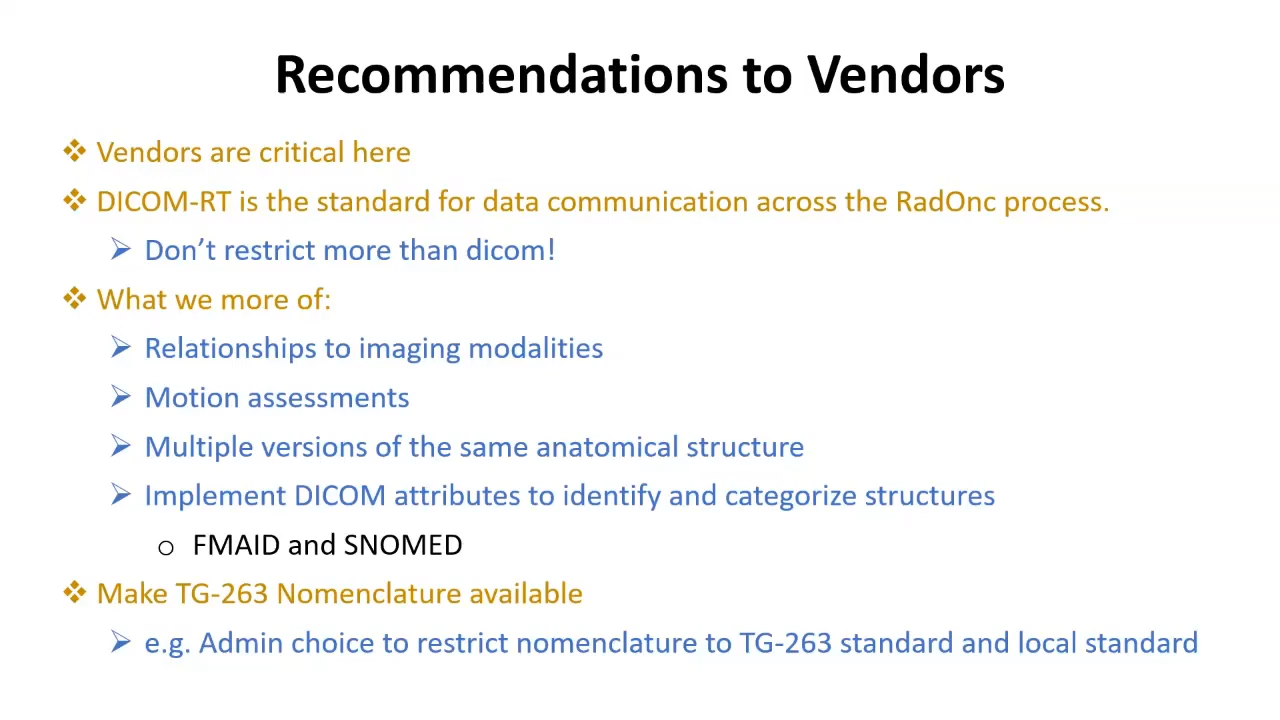 Recommendations to Vendors
❖ Vendors are critical here
❖ DICOM-RT is the standard for data communication across the RadOnc process.
➢ Don’t restrict more than dicom!
❖ What we more of:
➢ Relationships to imaging modalities
➢ Motion assessments
➢ Multiple versions of the same anatomical structure
➢ Implement DICOM attributes to identify and categorize structures
o FMAID and SNOMED
❖ Make TG-263 Nomenclature available
➢ e.g. Admin choice to restrict nomenclature to TG-263 standard and local standard